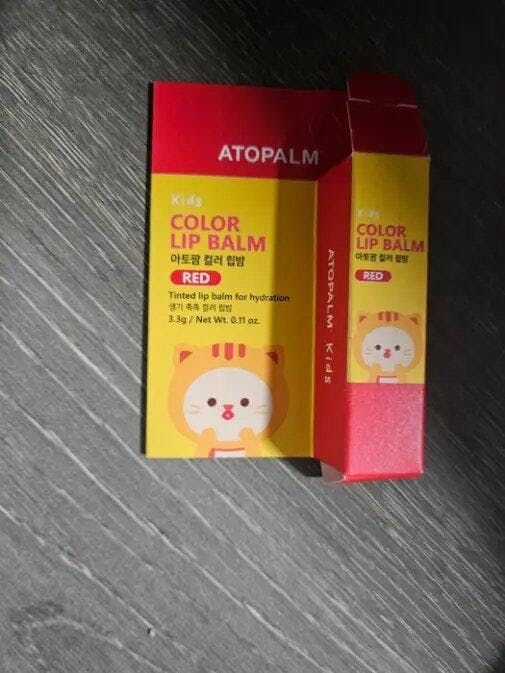 ATOPALM
Kids
COLOR
LIP BALM
아토팜 컬러 립밤
RED
Tinted lip balm for hydration
생기 촉촉 컬러 립밤
3.3g / Net Wt. 0.11 oz.
ATOPALM Kids
Kids
COLOR
LIP BALM
아토팜 컬러 립밤
RED